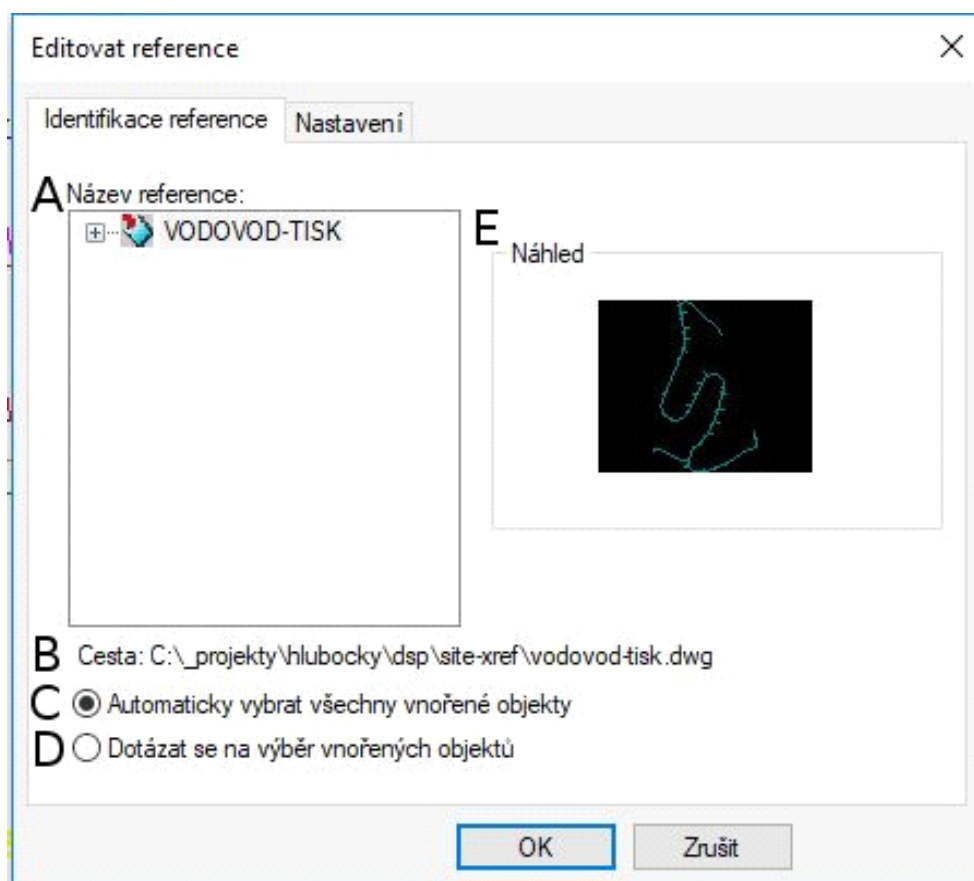 Editovat reference
Identifikace reference
Nastavení
A Název reference:
VODOVOD-TISK
E
Náhled
B Cesta: C:\_projekty\hlubocky\dsp\site-xref\vodovod-tisk.dwg
C Automaticky vybrat všechny vnořené objekty
D Dotázat se na výběr vnořených objektů
OK
Zrušit